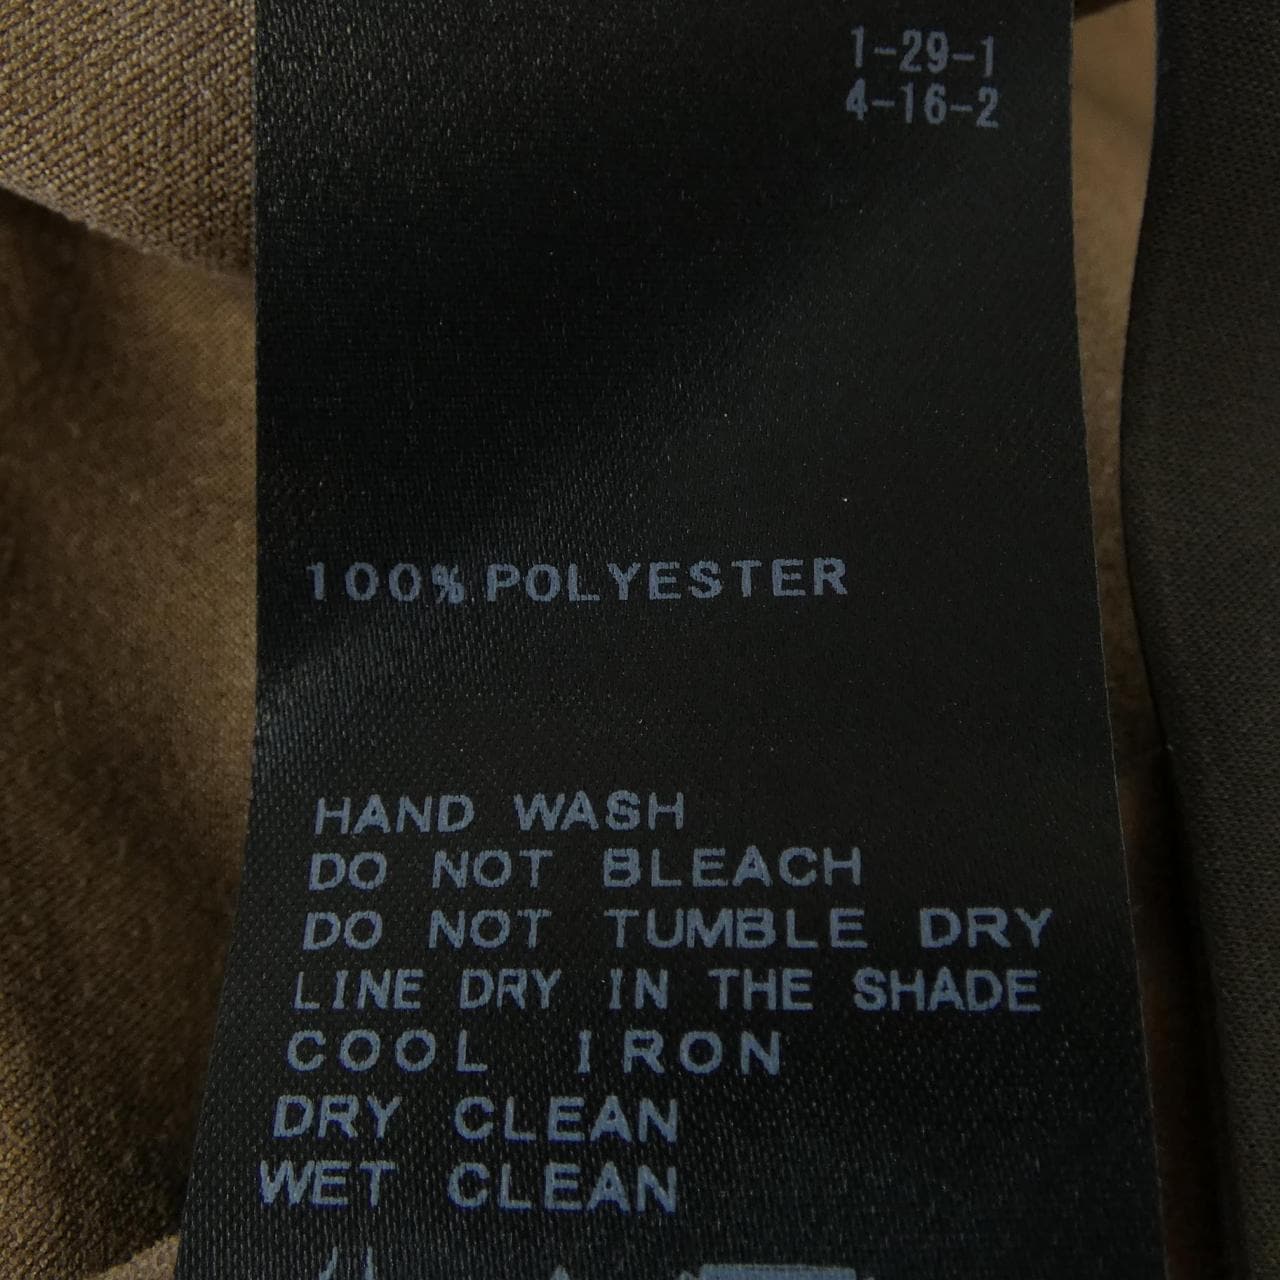 1-29-1
4-16-2
100% POLYESTER
HAND WASH
DO NOT BLEACH
DO NOT TUMBLE DRY
LINE DRY IN THE SHADE
COOL IRON
DRY CLEAN
WET CLEAN